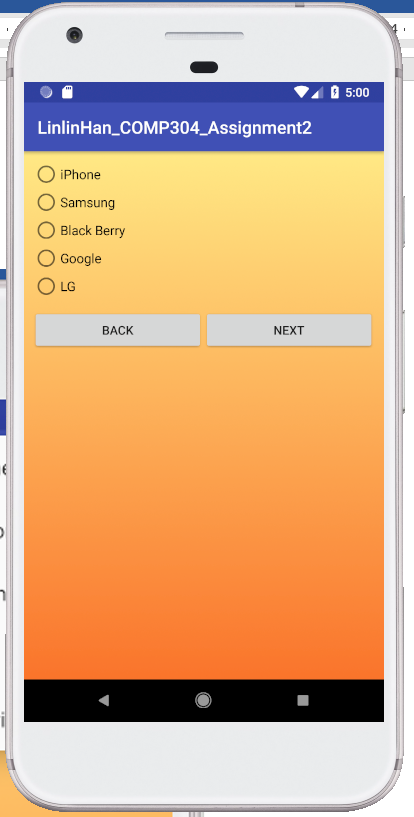 5:00
LinlinHan_COMP304_Assignment2
iPhone
Samsung
Black Berry
Google
LG
BACK NEXT